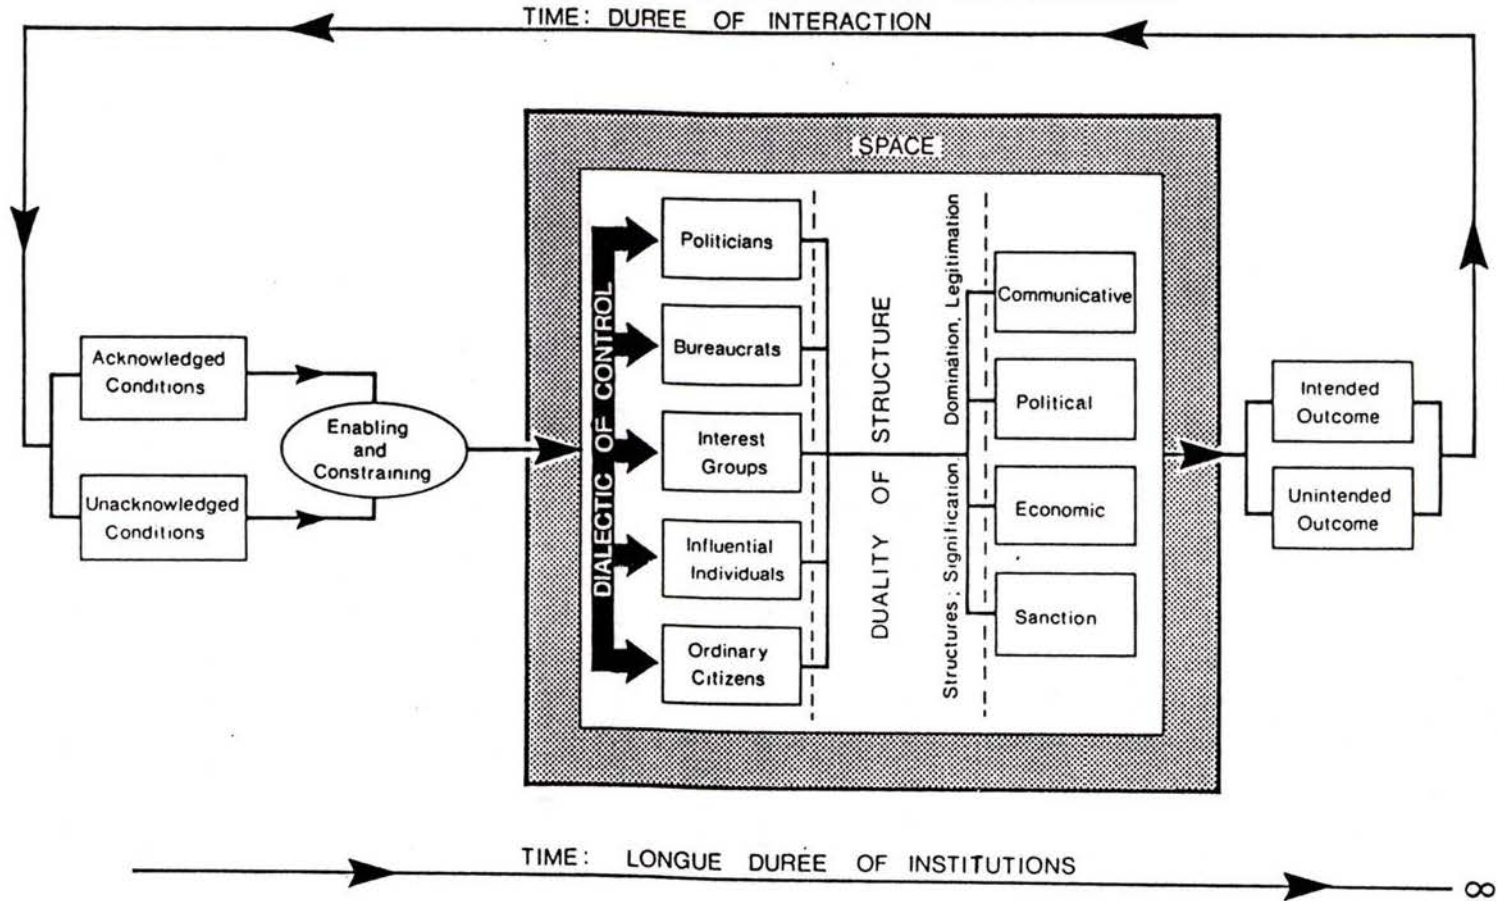 TIME: DUREE OF INTERACTION
SPACE
DIALECTIC OF CONTROL
Politicians
Bureaucrats
Interest
Groups
Influential
Individuals
Ordinary
Citizens
DUALITY OF STRUCTURE
Structures; Signification, Domination, Legitimation
Communicative
Political
Economic
Sanction
Acknowledged
Conditions
Unacknowledged
Conditions
Enabling
and
Constraining
Intended
Outcome
Unintended
Outcome
TIME: LONGUE DURÉE OF INSTITUTIONS
∞